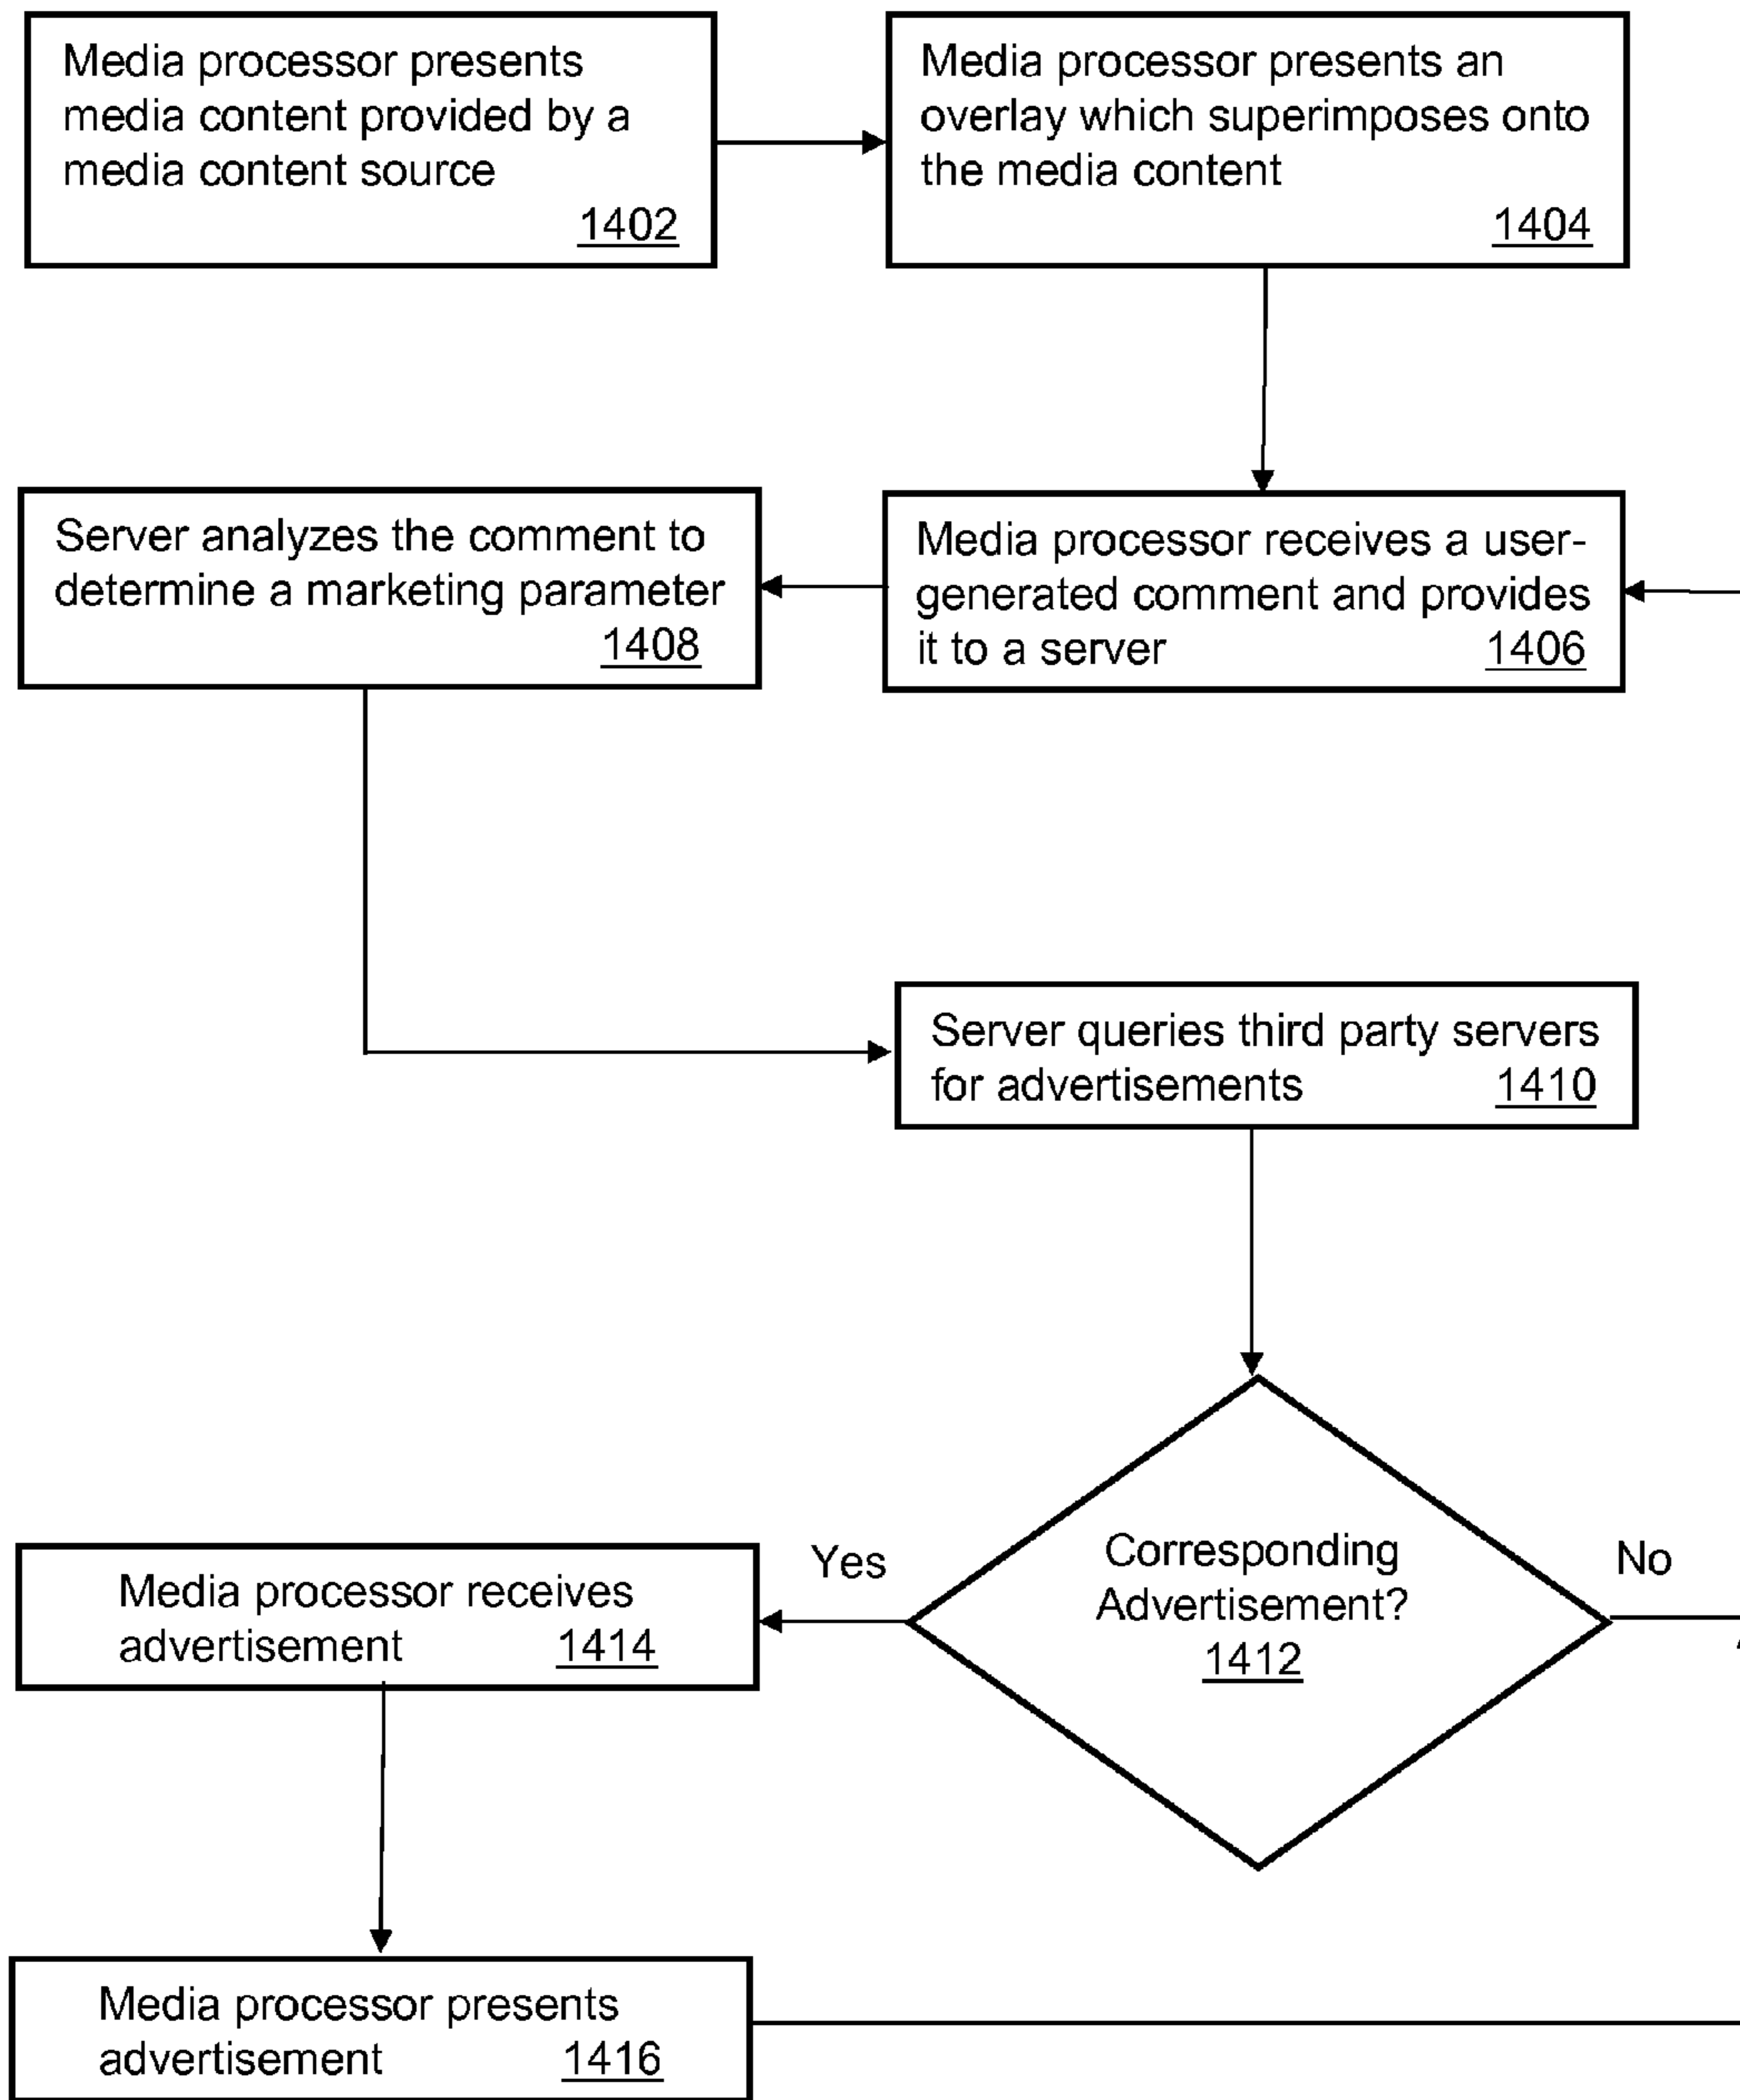 Media processor presents
media content provided by a
media content source
1402
Media processor presents an
overlay which superimposes onto
the media content
1404
Server analyzes the comment to
determine a marketing parameter
1408
Media processor receives a user-
generated comment and provides
it to a server 1406
Server queries third party servers
for advertisements 1410
Corresponding
Advertisement?
1412
Yes
No
Media processor receives
advertisement 1414
Media processor presents
advertisement 1416